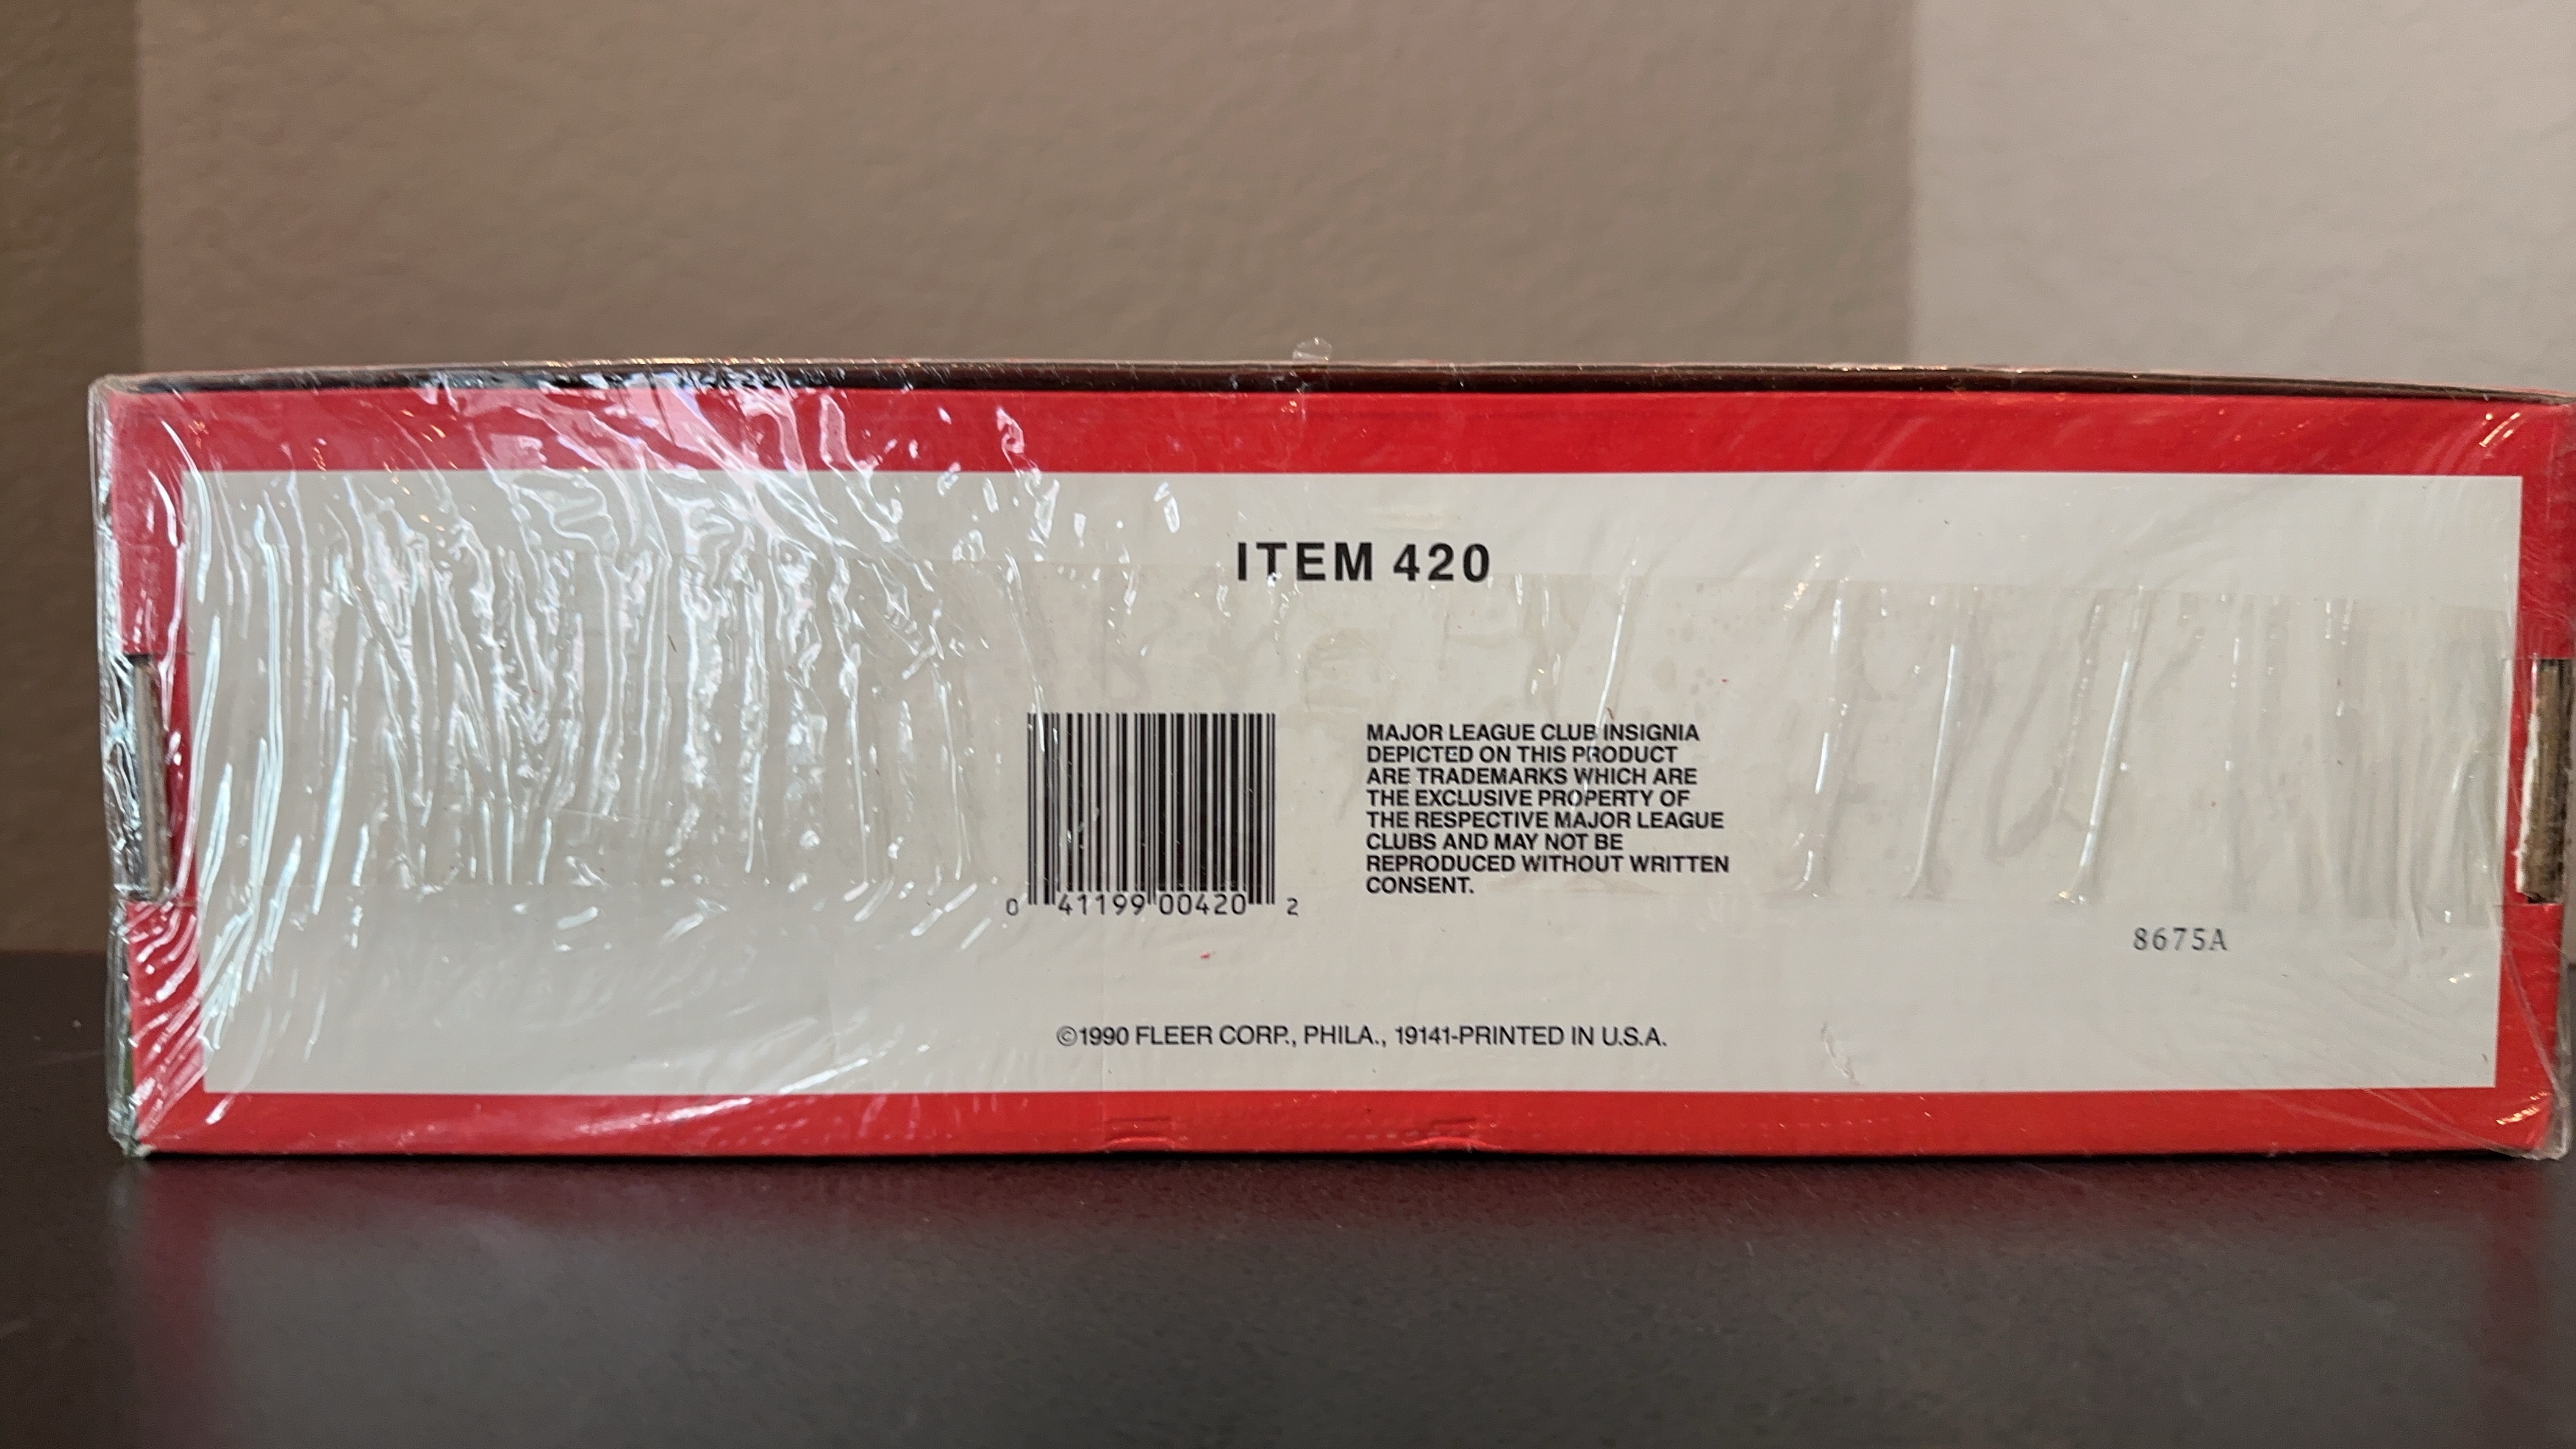 ITEM 420
MAJOR LEAGUE CLUB INSIGNIA
DEPICTED ON THIS PRODUCT
ARE TRADEMARKS WHICH ARE
THE EXCLUSIVE PROPERTY OF
THE RESPECTIVE MAJOR LEAGUE
CLUBS AND MAY NOT BE
REPRODUCED WITHOUT WRITTEN
CONSENT.
0 41199 00420 2
8675A
©1990 FLEER CORP., PHILA., 19141-PRINTED IN U.S.A.